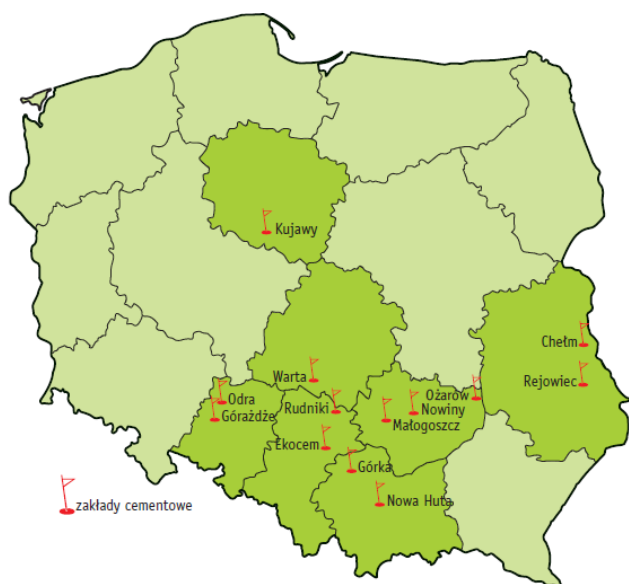 Kujawy
Chełm
Warta
Rejowiec
Odra
Ożarów
Rudniki
Nowiny
Górażdże
Małogoszcz
Ekocem
Górka
Nowa Huta
zakłady cementowe